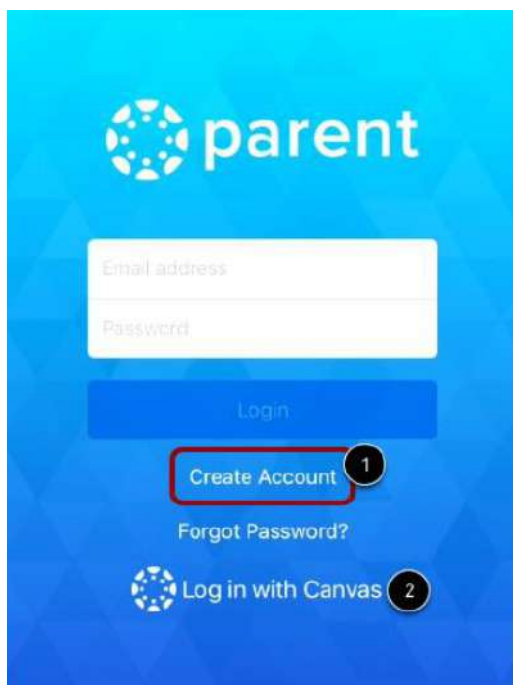 parent
Email address
Password
Login
Create Account 1
Forgot Password?
Log in with Canvas 2